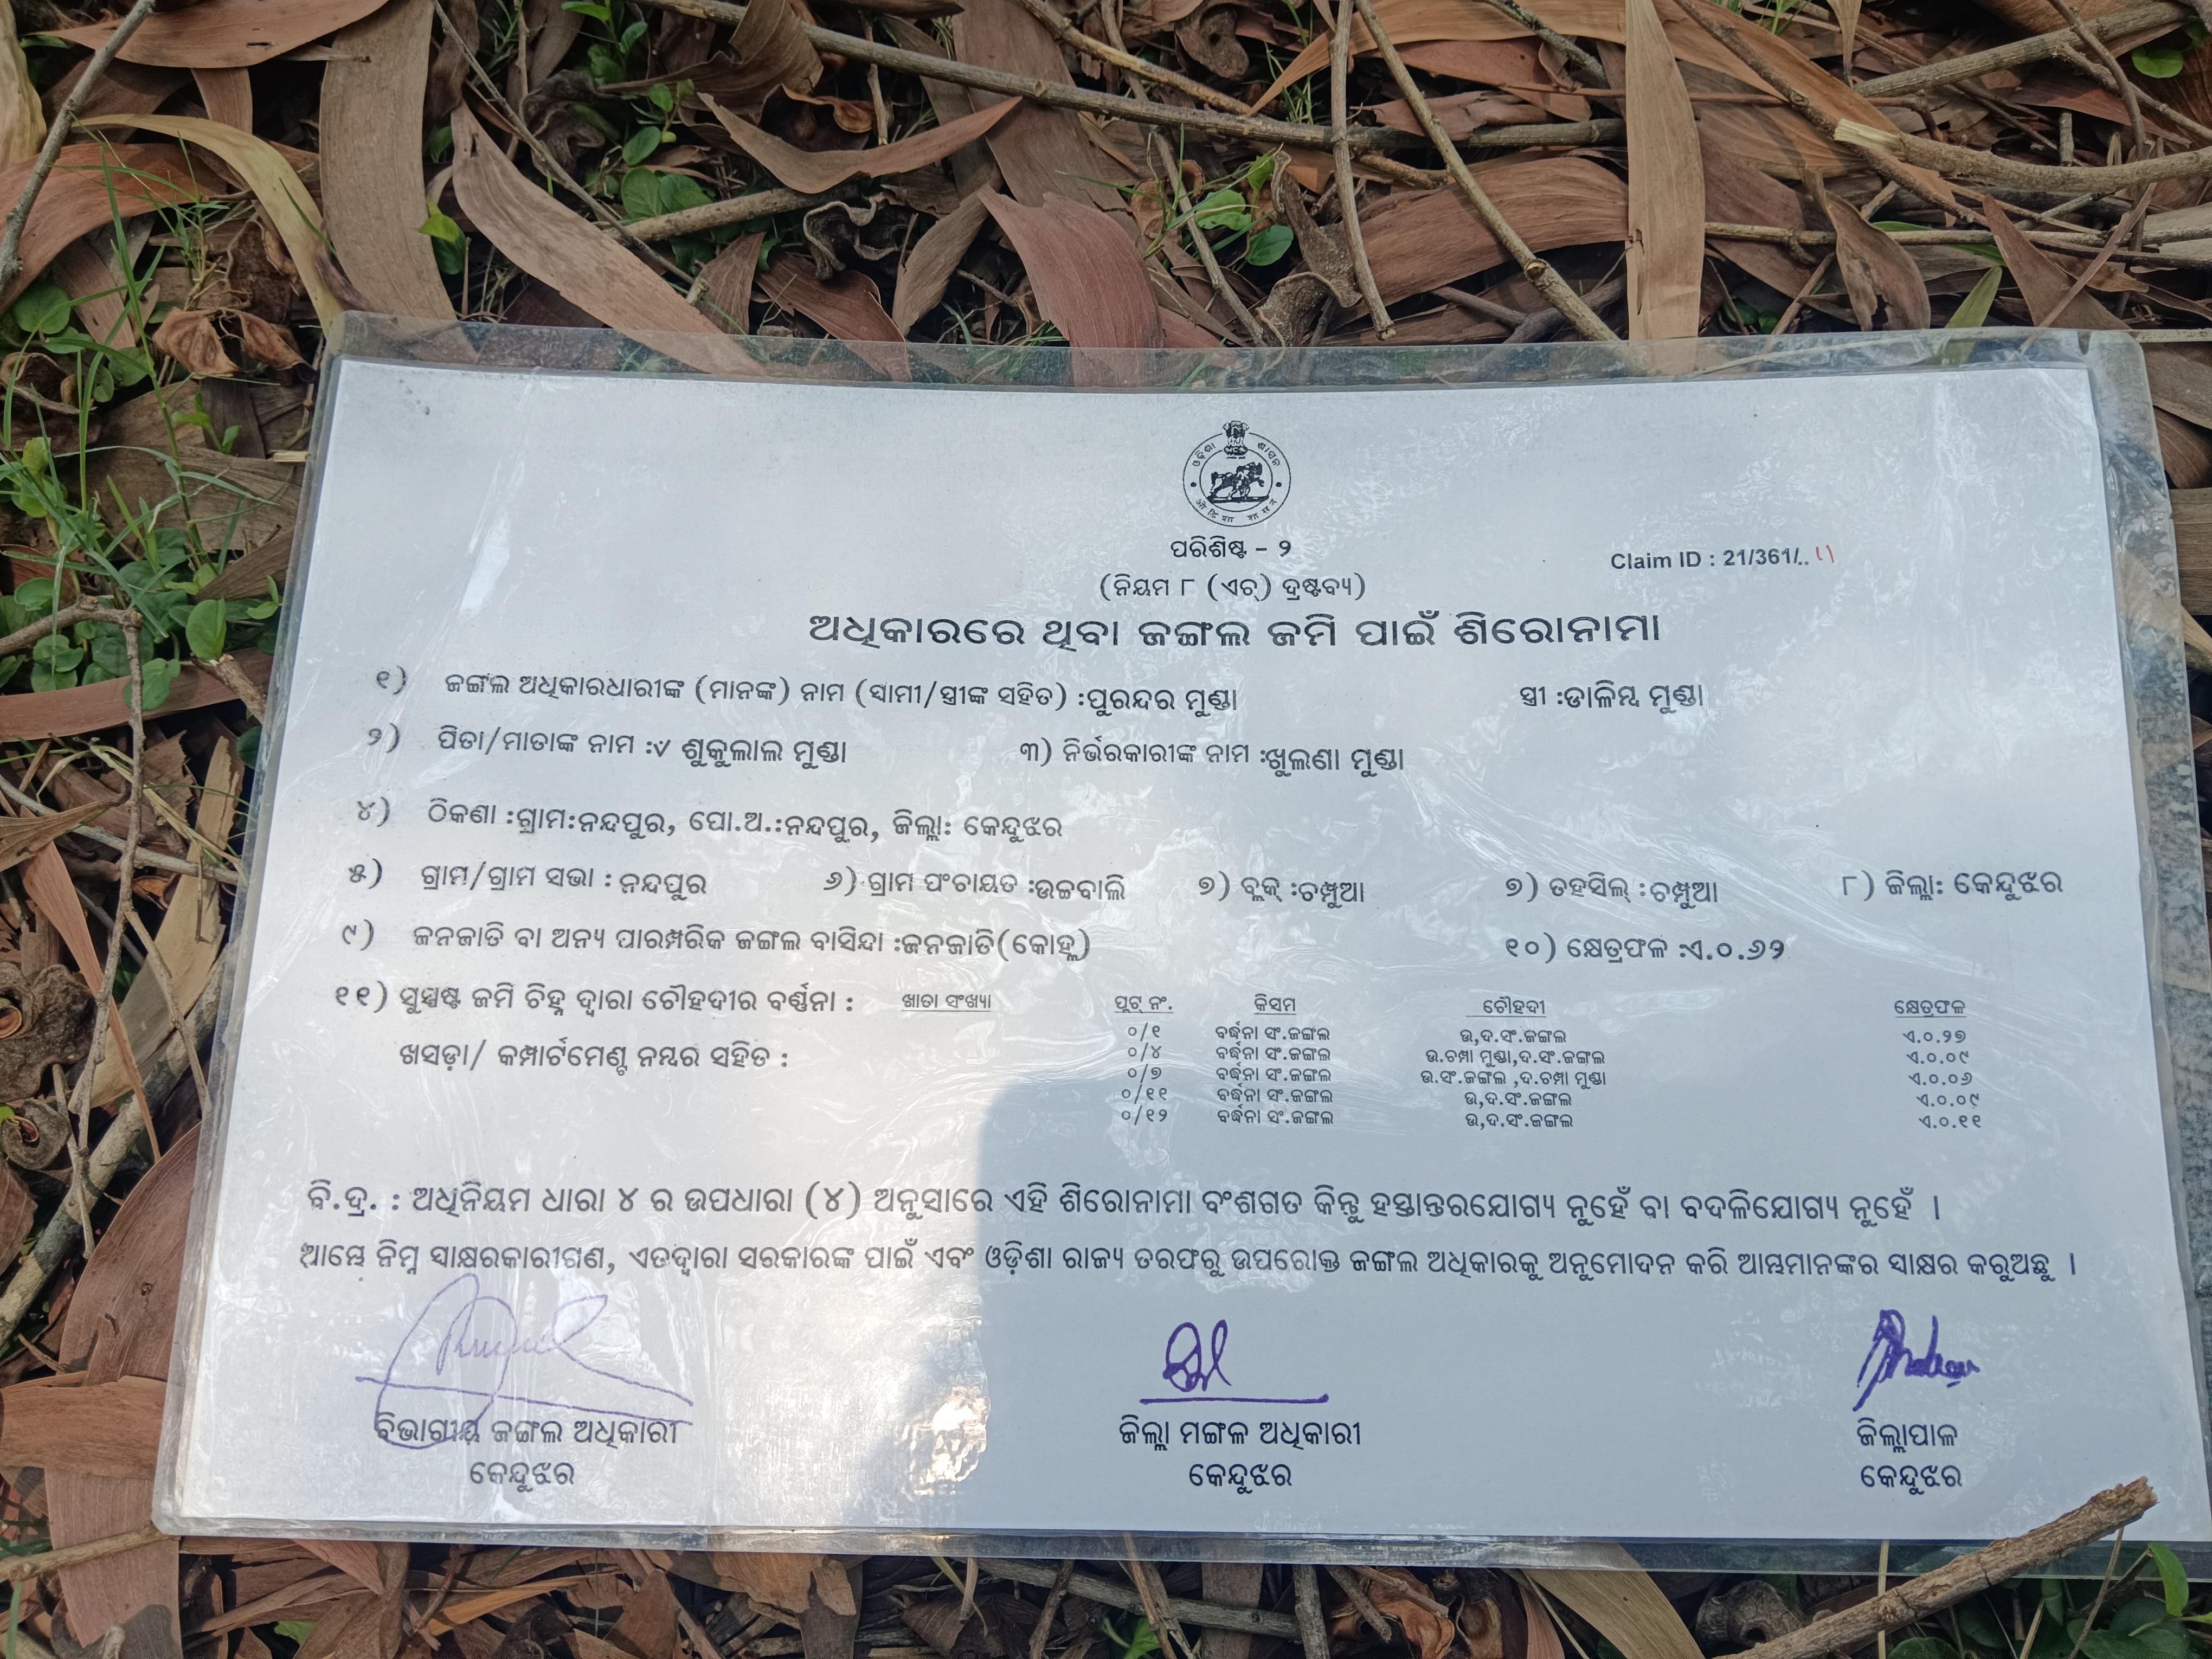 ଓଡ଼ିଶା ଶାସନ
ओडिशा शासन
ପରିଶିଷ୍ଟ - ୨
Claim ID : 21/361/..
(ନିୟମ ୮ (ଏଚ୍) ଦ୍ରଷ୍ଟବ୍ୟ)
ଅଧିକାରରେ ଥିବା ଜଙ୍ଗଲ ଜମି ପାଇଁ ଶିରୋନାମା
୧) ଜଙ୍ଗଲ ଅଧିକାରଧାରୀଙ୍କ (ମାନଙ୍କ) ନାମ (ସ୍ୱାମୀ/ସ୍ତ୍ରୀଙ୍କ ସହିତ) :ପୁରନ୍ଦର ମୁଣ୍ଡା ସ୍ତ୍ରୀ :ଡାଳିମ୍ବ ମୁଣ୍ଡା
୨) ପିତା/ମାତାଙ୍କ ନାମ :√ ଶୁକୁଲାଲ ମୁଣ୍ଡା ୩) ନିର୍ଭରକାରୀଙ୍କ ନାମ :ଖୁଲଣା ମୁଣ୍ଡା
୪) ଠିକଣା :ଗ୍ରାମ:ନନ୍ଦପୁର, ପୋ.ଅ.:ନନ୍ଦପୁର, ଜିଲ୍ଲା: କେନ୍ଦୁଝର
୫) ଗ୍ରାମ/ଗ୍ରାମ ସଭା : ନନ୍ଦପୁର ୬) ଗ୍ରାମ ପଂଚାୟତ :ଉଚ୍ଚବାଲି ୭) ବ୍ଲକ୍ :ଚମ୍ପୁଆ ୭) ତହସିଲ୍ :ଚମ୍ପୁଆ ୮) ଜିଲ୍ଲା: କେନ୍ଦୁଝର
୯) ଜନଜାତି ବା ଅନ୍ୟ ପାରମ୍ପରିକ ଜଙ୍ଗଲ ବାସିନ୍ଦା :ଜନଜାତି(କୋହ୍ଲ) ୧୦) କ୍ଷେତ୍ରଫଳ :ଏ.୦.୬୨
୧୧) ସୁସ୍ପଷ୍ଟ ଜମି ଚିହ୍ନ ଦ୍ୱାରା ଚୌହଦୀର ବର୍ଣ୍ଣନା : ଖାତା ସଂଖ୍ୟା ପ୍ଲଟ୍ ନଂ. କିସମ ଚୌହଦୀ କ୍ଷେତ୍ରଫଳ
୦/୧ ବର୍ଦ୍ଧନା ସଂ.ଜଙ୍ଗଲ ଉ,ଦ.ସଂ.ଜଙ୍ଗଲ ଏ.୦.୨୭
ଖସଡ଼ା/ କମ୍ପାର୍ଟମେଣ୍ଟ ନମ୍ବର ସହିତ : ୦/୪ ବର୍ଦ୍ଧନା ସଂ.ଜଙ୍ଗଲ ଉ.ଚମ୍ପା ମୁଣ୍ଡା,ଦ.ସଂ.ଜଙ୍ଗଲ ଏ.୦.୦୯
୦/୭ ବର୍ଦ୍ଧନା ସଂ.ଜଙ୍ଗଲ ଉ.ସଂ.ଜଙ୍ଗଲ ,ଦ.ଚମ୍ପା ମୁଣ୍ଡା ଏ.୦.୦୬
୦/୧୧ ବର୍ଦ୍ଧନା ସଂ.ଜଙ୍ଗଲ ଉ,ଦ.ସଂ.ଜଙ୍ଗଲ ଏ.୦.୦୯
୦/୧୨ ବର୍ଦ୍ଧନା ସଂ.ଜଙ୍ଗଲ ଉ,ଦ.ସଂ.ଜଙ୍ଗଲ ଏ.୦.୧୧
ବି.ଦ୍ର. : ଅଧିନିୟମ ଧାରା ୪ ର ଉପଧାରା (୪) ଅନୁସାରେ ଏହି ଶିରୋନାମା ବଂଶଗତ କିନ୍ତୁ ହସ୍ତାନ୍ତରଯୋଗ୍ୟ ନୁହେଁ ବା ବଦଳିଯୋଗ୍ୟ ନୁହେଁ ।
ଆମ୍ଭେ ନିମ୍ନ ସ୍ୱାକ୍ଷରକାରୀଗଣ, ଏତଦ୍ୱାରା ସରକାରଙ୍କ ପାଇଁ ଏବଂ ଓଡ଼ିଶା ରାଜ୍ୟ ତରଫରୁ ଉପରୋକ୍ତ ଜଙ୍ଗଲ ଅଧିକାରକୁ ଅନୁମୋଦନ କରି ଆମ୍ଭମାନଙ୍କର ସ୍ୱାକ୍ଷର କରୁଅଛୁ ।
ବିଭାଗୀୟ ଜଙ୍ଗଲ ଅଧିକାରୀ ଜିଲ୍ଲା ମଙ୍ଗଳ ଅଧିକାରୀ ଜିଲ୍ଲାପାଳ
କେନ୍ଦୁଝର କେନ୍ଦୁଝର କେନ୍ଦୁଝର